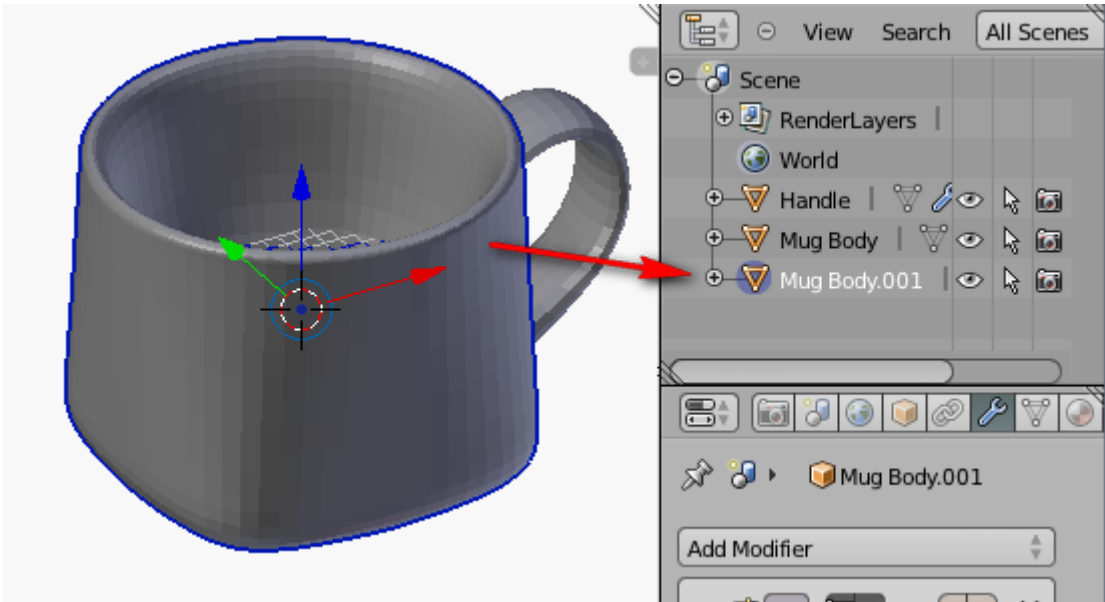 View Search All Scenes
Scene
RenderLayers
World
Handle
Mug Body
Mug Body.001
Mug Body.001
Add Modifier